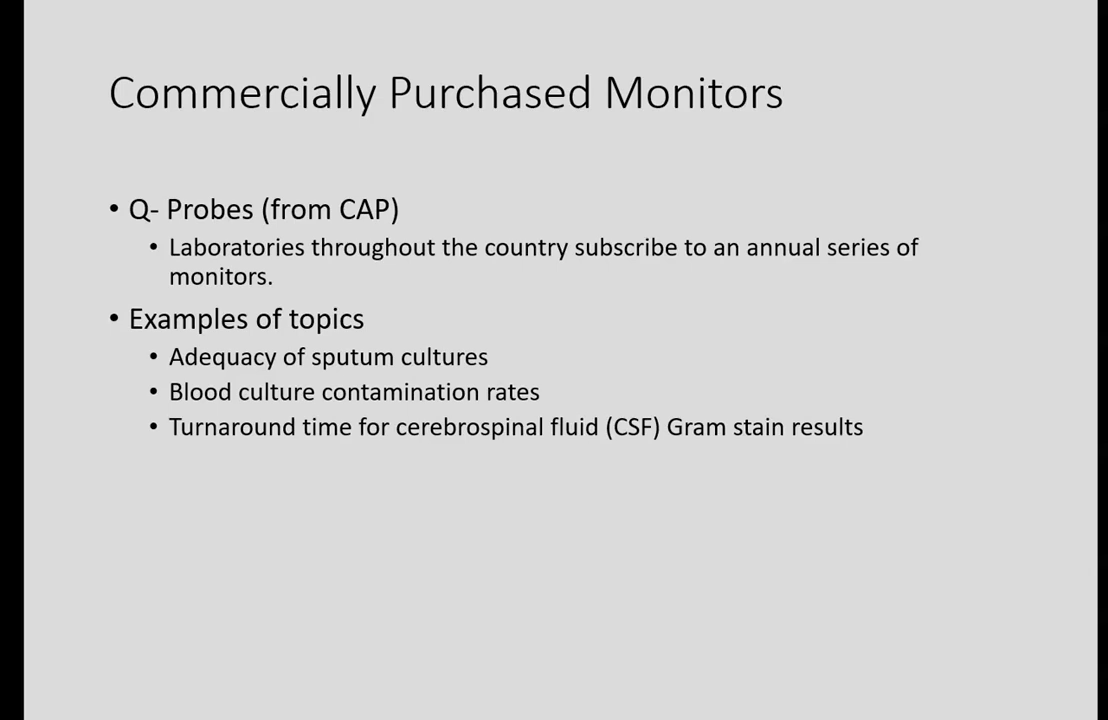 Commercially Purchased Monitors
• Q- Probes (from CAP)
• Laboratories throughout the country subscribe to an annual series of
monitors.
• Examples of topics
• Adequacy of sputum cultures
• Blood culture contamination rates
• Turnaround time for cerebrospinal fluid (CSF) Gram stain results